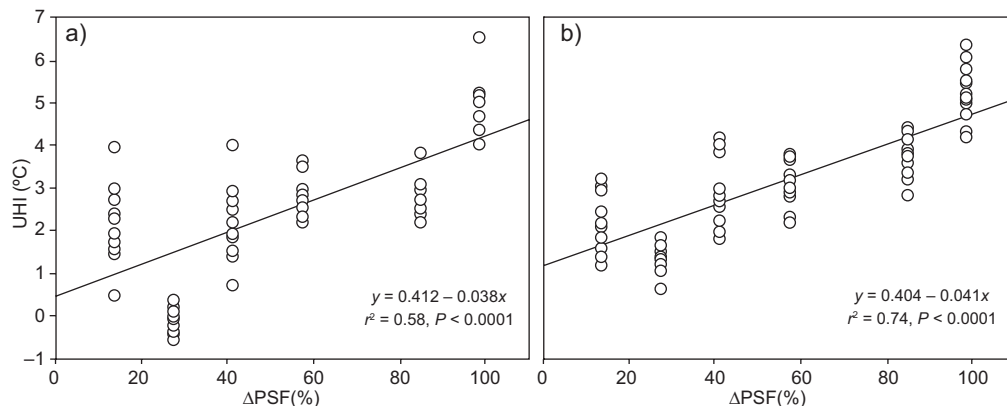 a)
b)
7
6
5
4
3
2
1
0
–1
UHI (ºC)
y = 0.412 – 0.038x
r² = 0.58, P < 0.0001
y = 0.404 – 0.041x
r² = 0.74, P < 0.0001
0 20 40 60 80 100
0 20 40 60 80 100
ΔPSF(%)
ΔPSF(%)